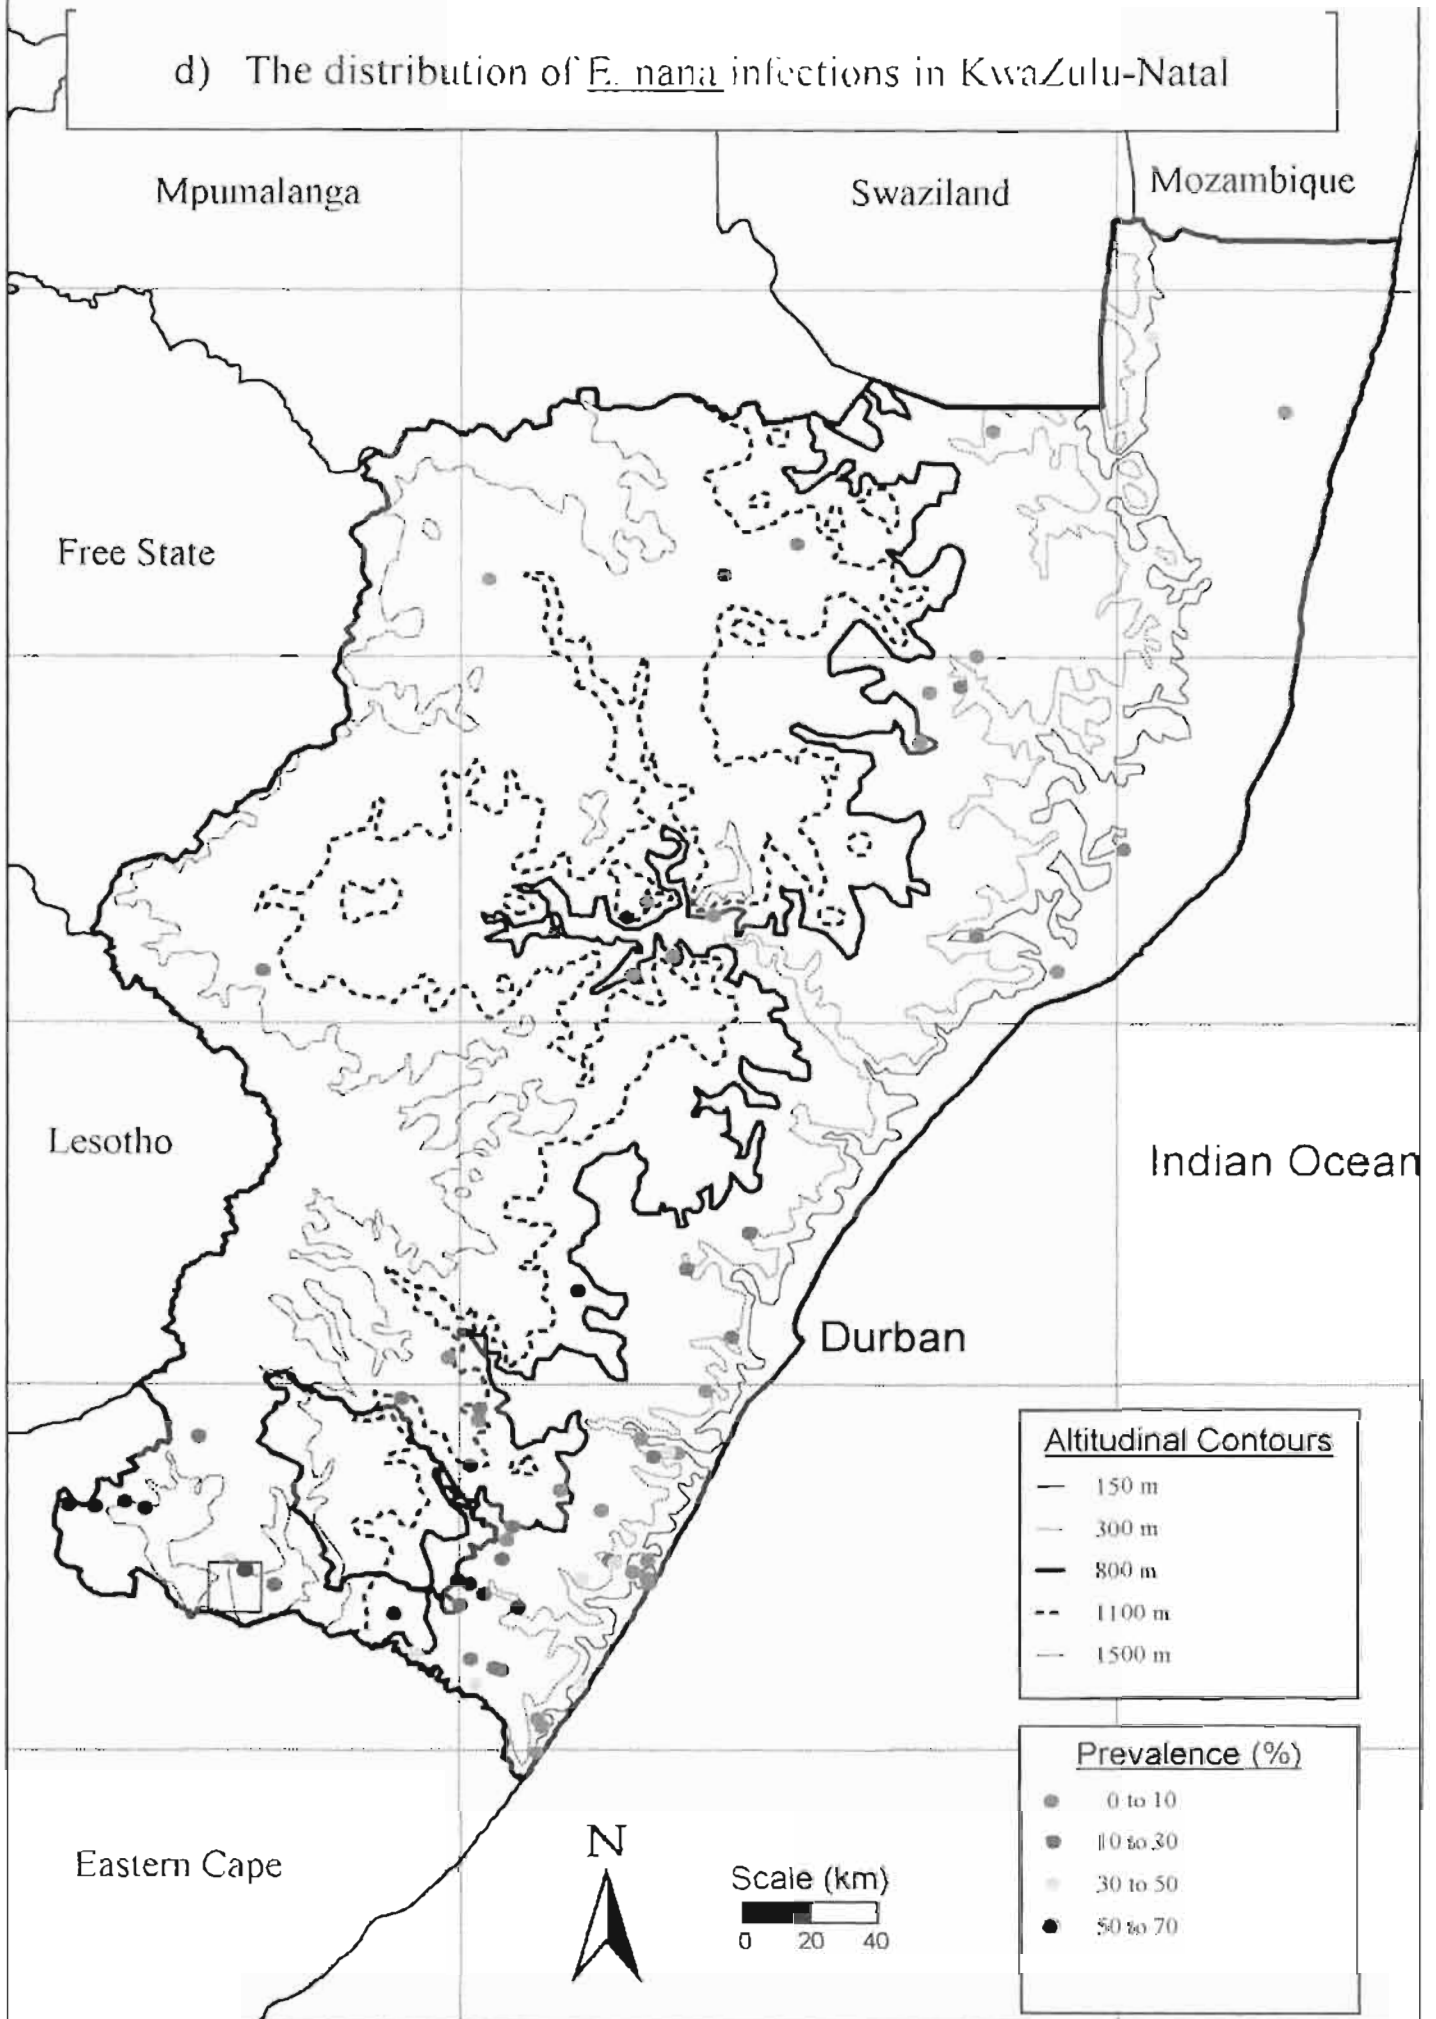 d) The distribution of E. nana infections in KwaZulu-Natal
Mpumalanga
Swaziland
Mozambique
Free State
Lesotho
Indian Ocean
Durban
Altitudinal Contours
150 m
300 m
800 m
1100 m
1500 m
Prevalence (%)
0 to 10
10 to 30
30 to 50
50 to 70
Eastern Cape
N
Scale (km)
0 20 40